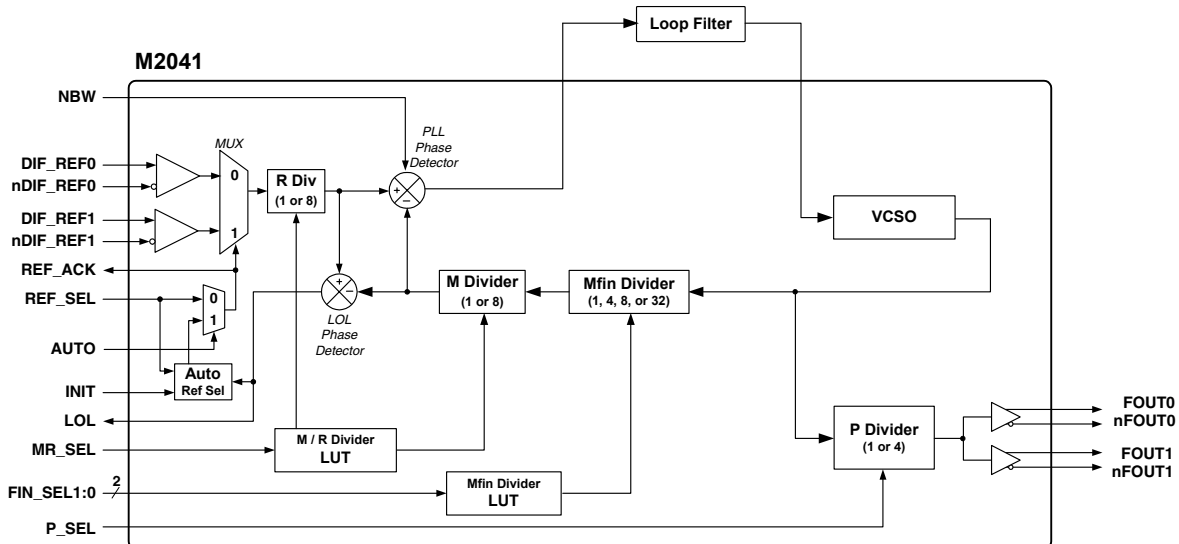 Loop Filter
M2041
NBW
MUX
PLL
Phase
Detector
DIF_REF0
nDIF_REF0
0
R Div
(1 or 8)
+
–
DIF_REF1
nDIF_REF1
1
VCSO
REF_ACK
REF_SEL
0
1
+
–
LOL
Phase
Detector
M Divider
(1 or 8)
Mfin Divider
(1, 4, 8, or 32)
AUTO
Auto
Ref Sel
INIT
LOL
P Divider
(1 or 4)
FOUT0
nFOUT0
FOUT1
nFOUT1
MR_SEL
M / R Divider
LUT
FIN_SEL1:0
2
Mfin Divider
LUT
P_SEL